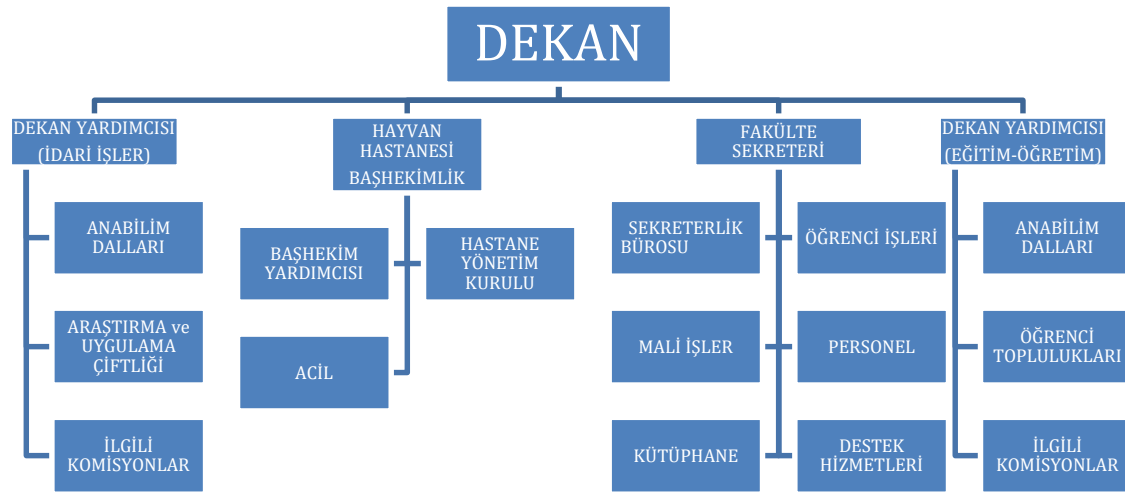 DEKAN
DEKAN YARDIMCISI
(İDARİ İŞLER)
HAYVAN
HASTANESİ
BAŞHEKİMLİK
FAKÜLTE
SEKRETERİ
DEKAN YARDIMCISI
(EĞİTİM-ÖĞRETİM)
ANABİLİM
DALLARI
ARAŞTIRMA ve
UYGULAMA
ÇİFTLİĞİ
İLGİLİ
KOMİSYONLAR
BAŞHEKİM
YARDIMCISI
HASTANE
YÖNETİM
KURULU
ACİL
SEKRETERLİK
BÜROSU
ÖĞRENCİ İŞLERİ
MALİ İŞLER
PERSONEL
KÜTÜPHANE
DESTEK
HİZMETLERİ
ANABİLİM
DALLARI
ÖĞRENCİ
TOPLULUKLARI
İLGİLİ
KOMİSYONLAR